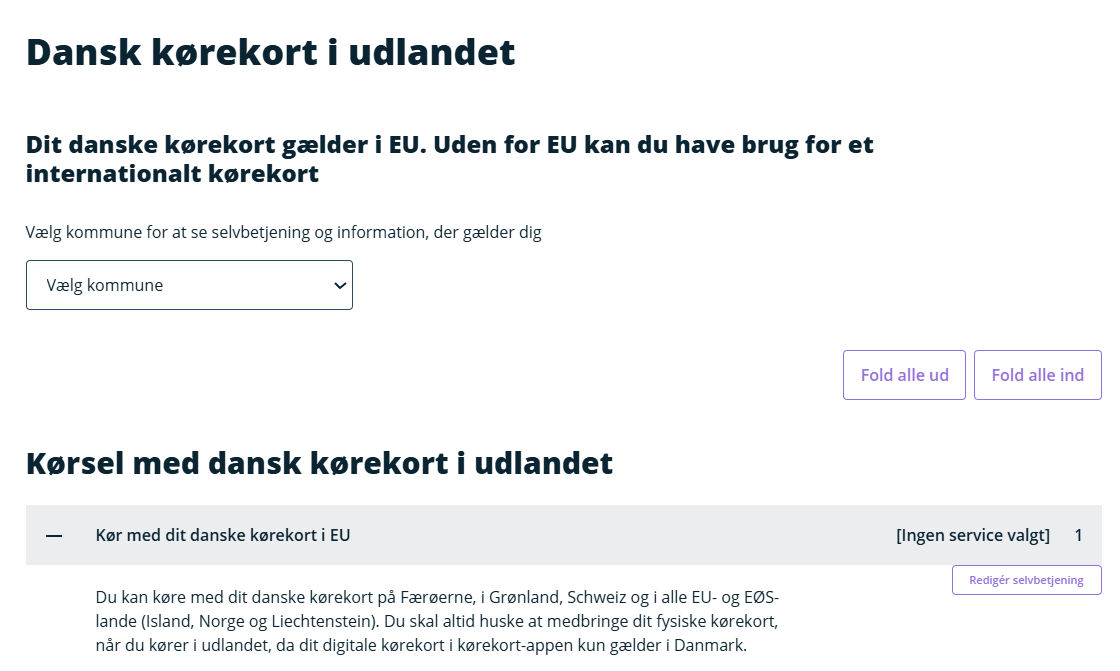 Dansk kørekort i udlandet
Dit danske kørekort gælder i EU. Uden for EU kan du have brug for et
internationalt kørekort
Vælg kommune for at se selvbetjening og information, der gælder dig
Vælg kommune
Fold alle ud
Fold alle ind
Kørsel med dansk kørekort i udlandet
Kør med dit danske kørekort i EU
[Ingen service valgt] 1
Redigér selvbetjening
Du kan køre med dit danske kørekort på Færøerne, i Grønland, Schweiz og i alle EU- og EØS-
lande (Island, Norge og Liechtenstein). Du skal altid huske at medbringe dit fysiske kørekort,
når du kører i udlandet, da dit digitale kørekort i kørekort-appen kun gælder i Danmark.